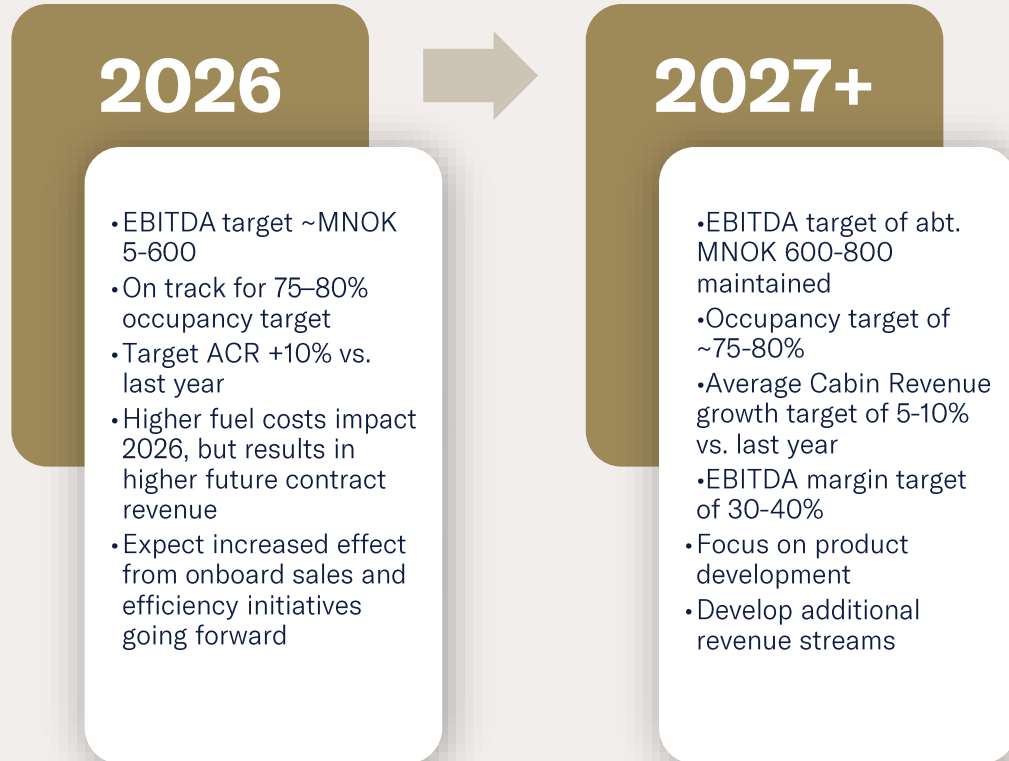 2026
•EBITDA target ~MNOK
5-600
•On track for 75–80%
occupancy target
•Target ACR +10% vs.
last year
•Higher fuel costs impact
2026, but results in
higher future contract
revenue
•Expect increased effect
from onboard sales and
efficiency initiatives
going forward
2027+
•EBITDA target of abt.
MNOK 600-800
maintained
•Occupancy target of
~75-80%
•Average Cabin Revenue
growth target of 5-10%
vs. last year
•EBITDA margin target
of 30-40%
•Focus on product
development
•Develop additional
revenue streams